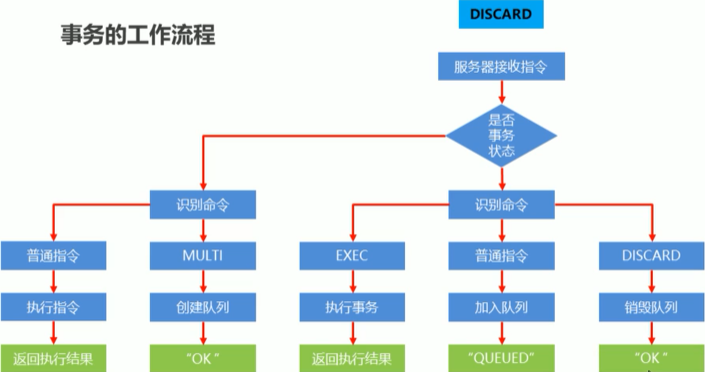 DISCARD
事务的工作流程
服务器接收指令
是否
事务
状态
识别命令
识别命令
普通指令
MULTI
EXEC
普通指令
DISCARD
执行指令
创建队列
执行事务
加入队列
销毁队列
返回执行结果
“OK”
返回执行结果
“QUEUED”
“OK”